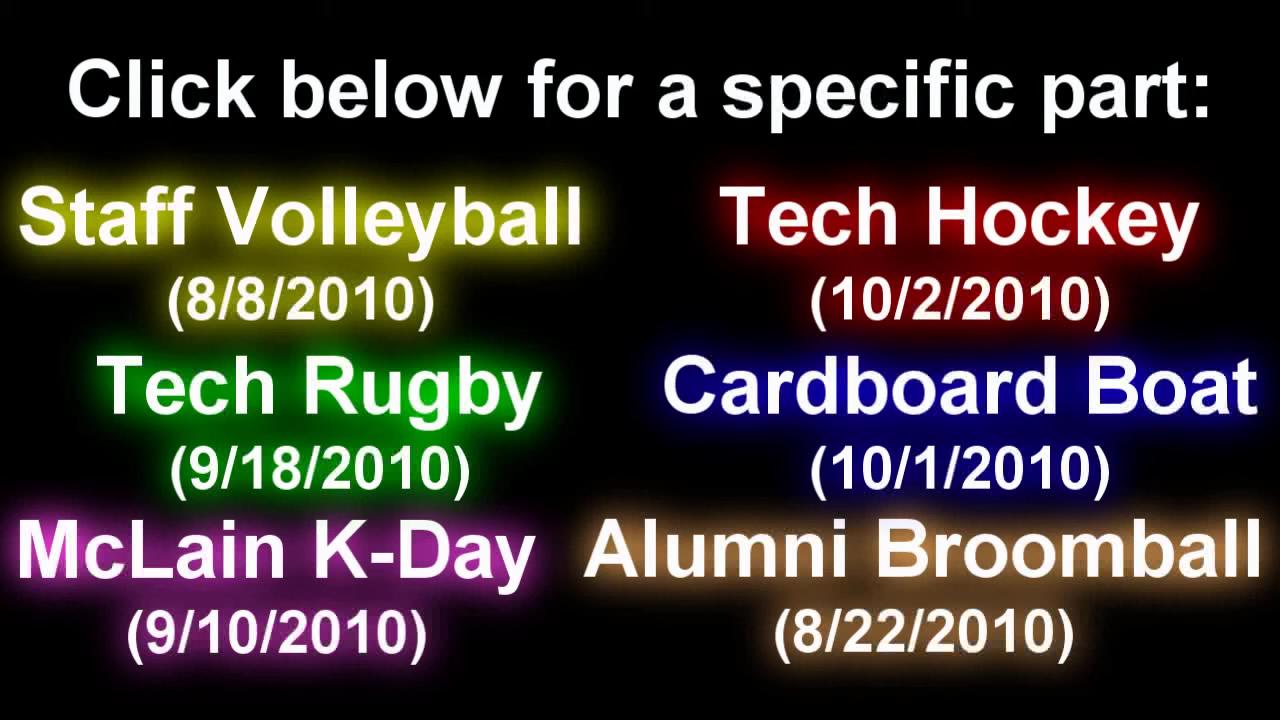 Click below for a specific part:
Staff Volleyball
(8/8/2010)
Tech Rugby
(9/18/2010)
McLain K-Day
(9/10/2010)
Tech Hockey
(10/2/2010)
Cardboard Boat
(10/1/2010)
Alumni Broomball
(8/22/2010)